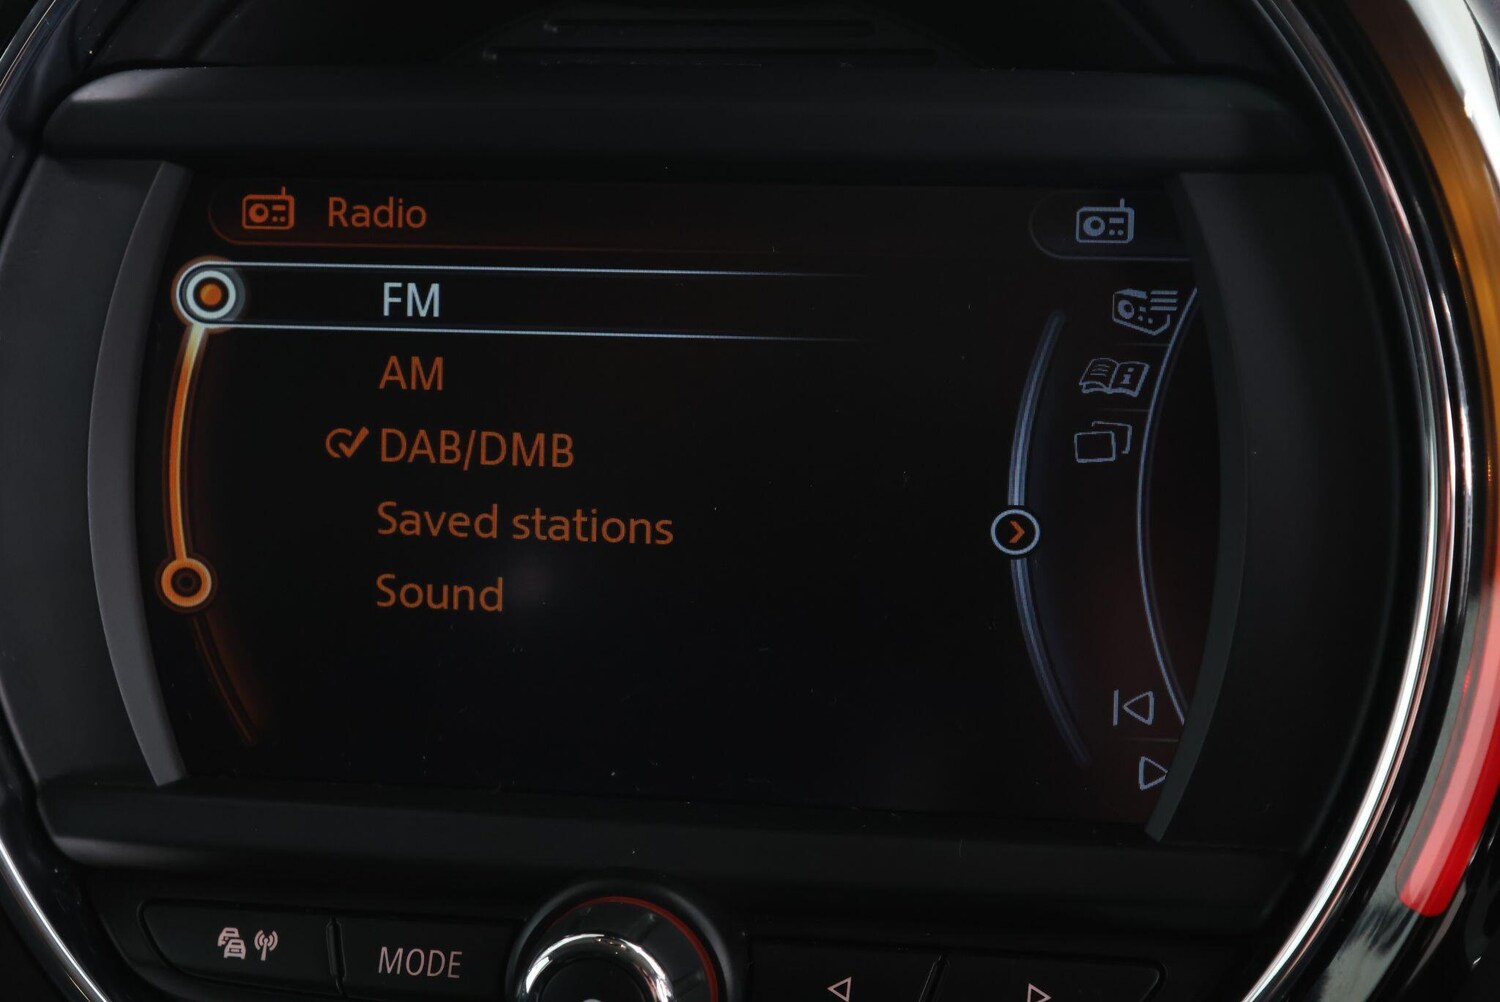 Radio
FM
AM
DAB/DMB
Saved stations
Sound
MODE